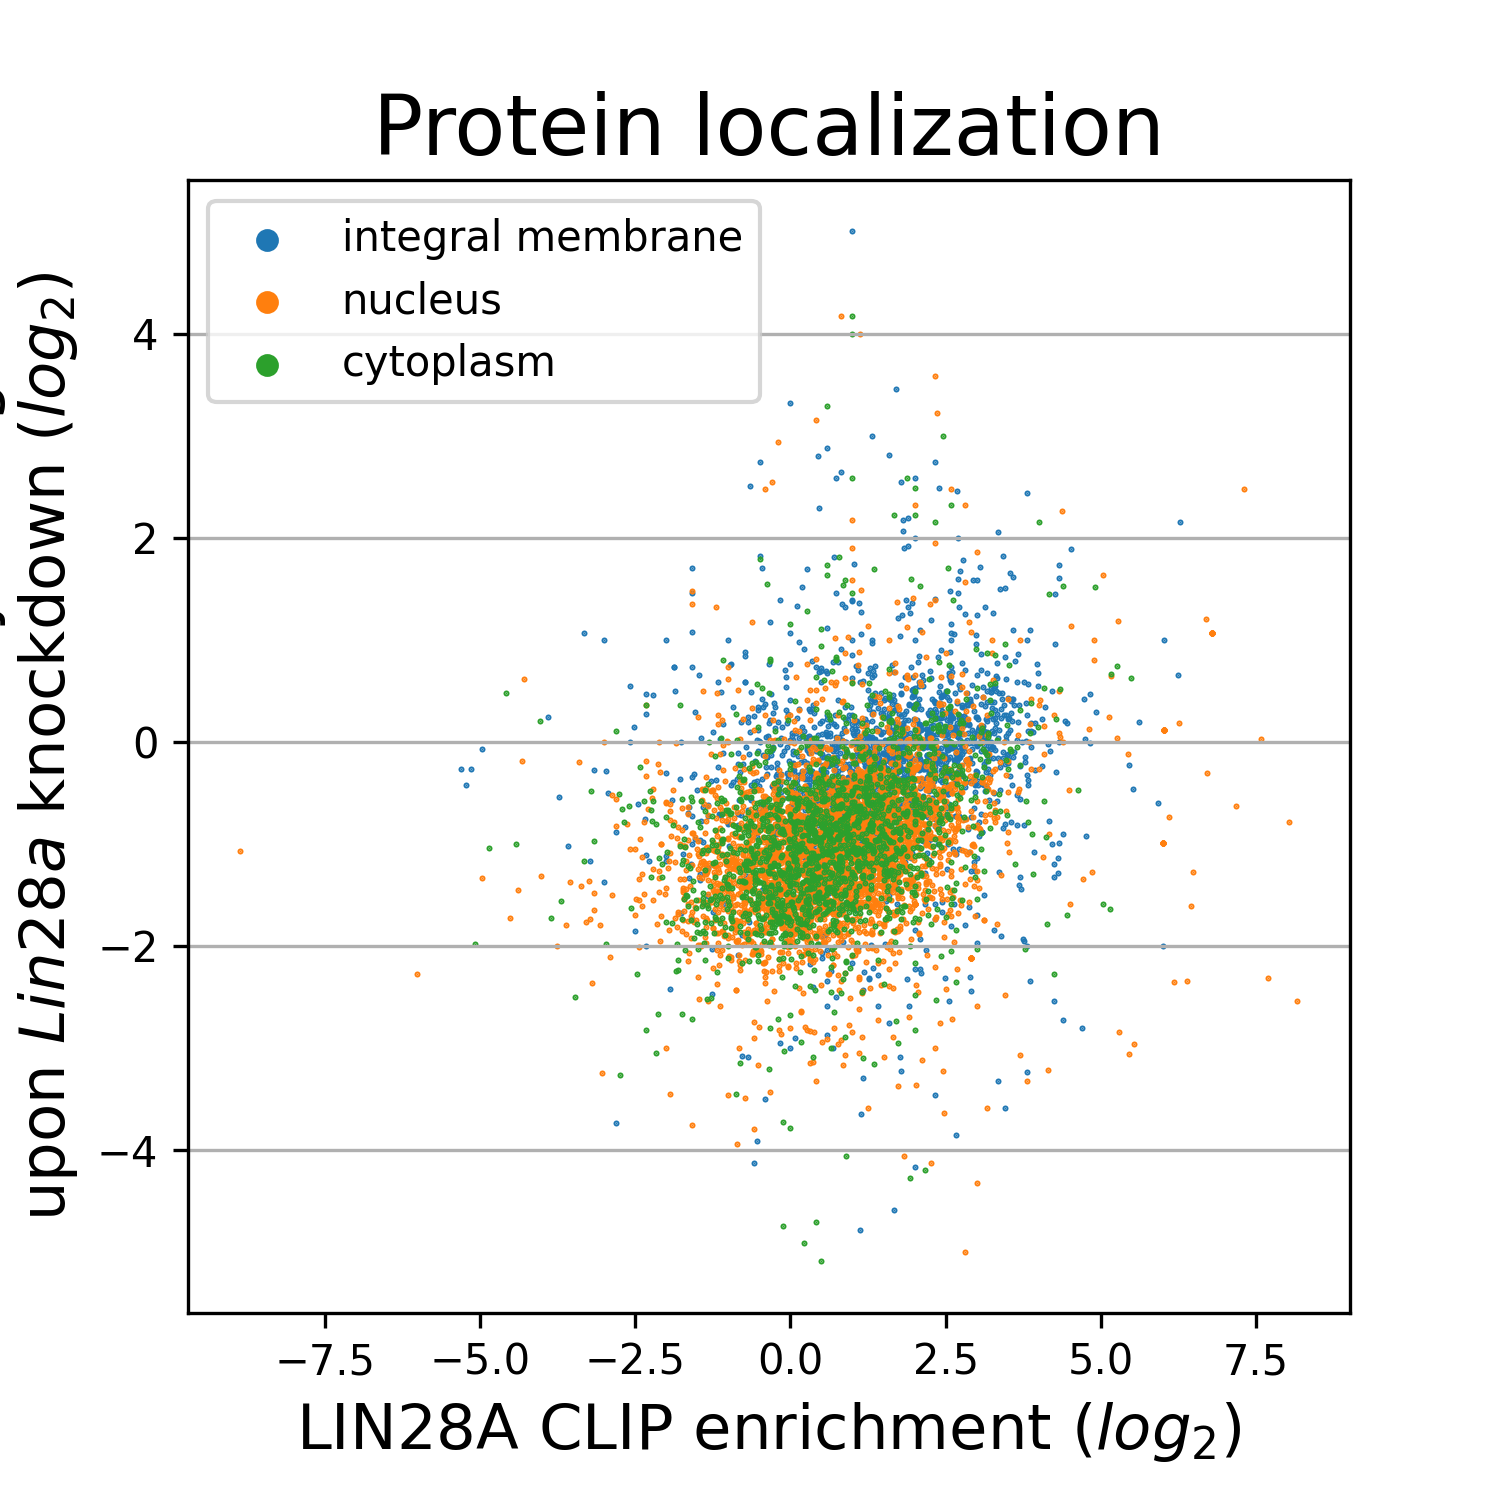 Protein localization
integral membrane
nucleus
cytoplasm
upon Lin28a knockdown (log₂)
4
2
0
−2
−4
−7.5 −5.0 −2.5 0.0 2.5 5.0 7.5
LIN28A CLIP enrichment (log₂)